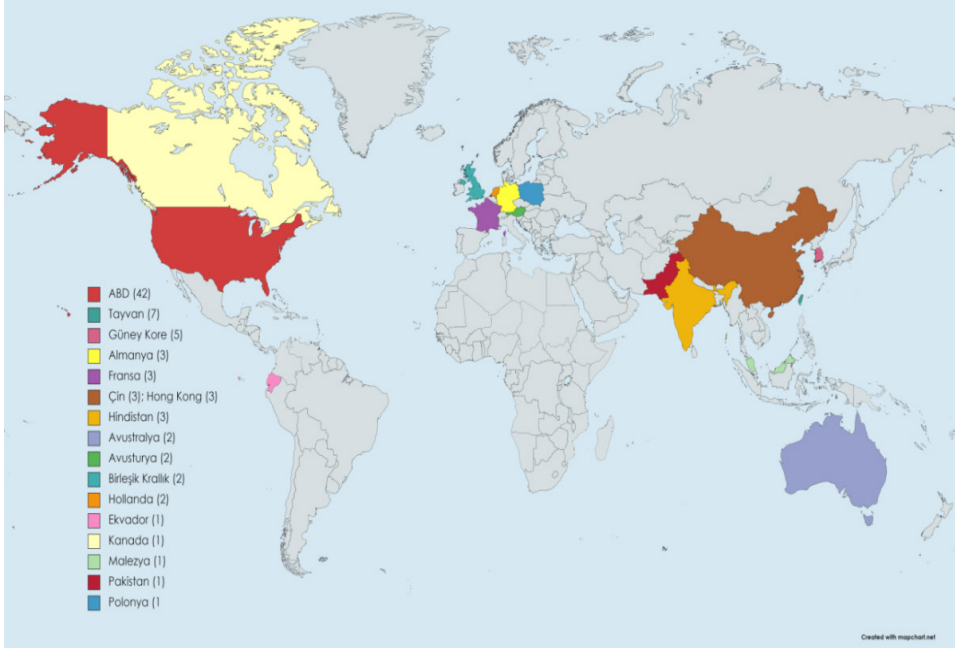 ABD (42)
Tayvan (7)
Güney Kore (5)
Almanya (3)
Fransa (3)
Çin (3); Hong Kong (3)
Hindistan (3)
Avustralya (2)
Avusturya (2)
Birleşik Krallık (2)
Hollanda (2)
Ekvador (1)
Kanada (1)
Malezya (1)
Pakistan (1)
Polonya (1
Created with mapchart.net